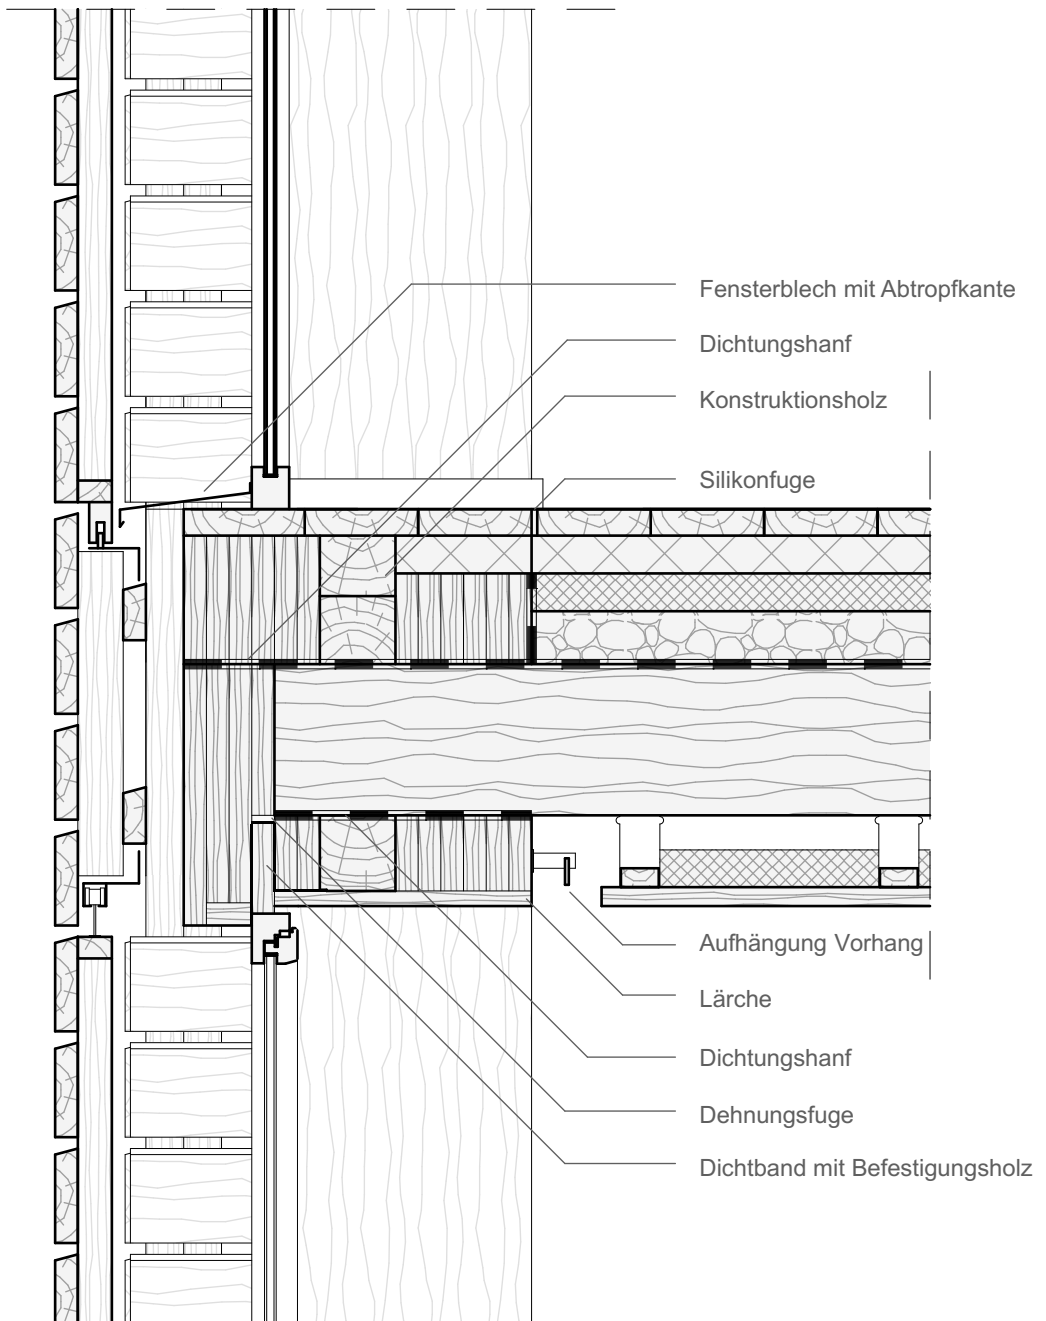 Fensterblech mit Abtropfkante
Dichtungshanf
Konstruktionsholz
Silikonfuge
Aufhängung Vorhang
Lärche
Dichtungshanf
Dehnungsfuge
Dichtband mit Befestigungsholz